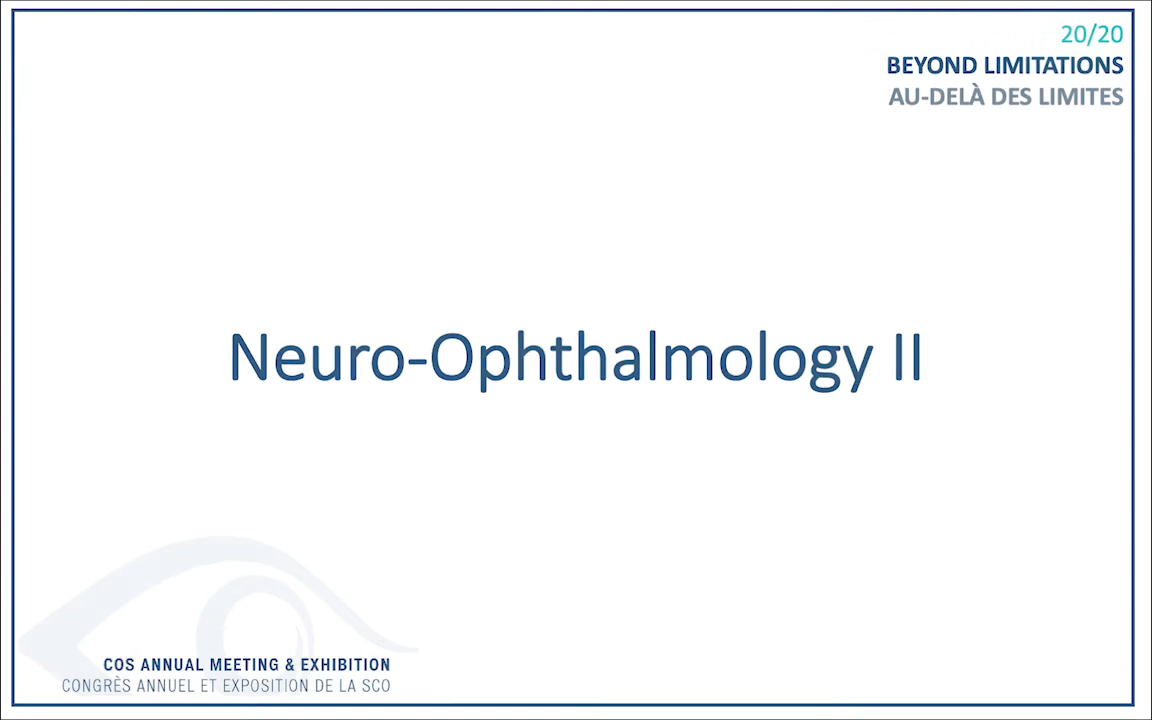 20/20
BEYOND LIMITATIONS
AU-DELÀ DES LIMITES
Neuro-Ophthalmology II
COS ANNUAL MEETING & EXHIBITION
CONGRÈS ANNUEL ET EXPOSITION DE LA SCO